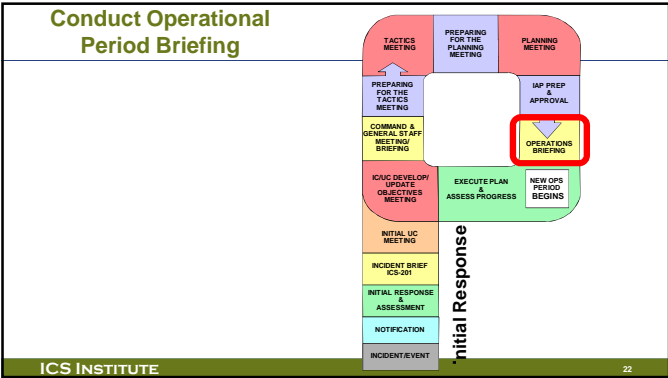 Conduct Operational
Period Briefing
TACTICS
MEETING
PREPARING
FOR THE
PLANNING
MEETING
PLANNING
MEETING
PREPARING
FOR THE
TACTICS
MEETING
IAP PREP
&
APPROVAL
COMMAND &
GENERAL STAFF
MEETING/
BRIEFING
OPERATIONS
BRIEFING
IC/UC DEVELOP/
UPDATE
OBJECTIVES
MEETING
EXECUTE PLAN
&
ASSESS PROGRESS
NEW OPS
PERIOD
BEGINS
INITIAL UC
MEETING
INCIDENT BRIEF
ICS-201
INITIAL RESPONSE
&
ASSESSMENT
NOTIFICATION
INCIDENT/EVENT
Initial Response
ICS INSTITUTE
22